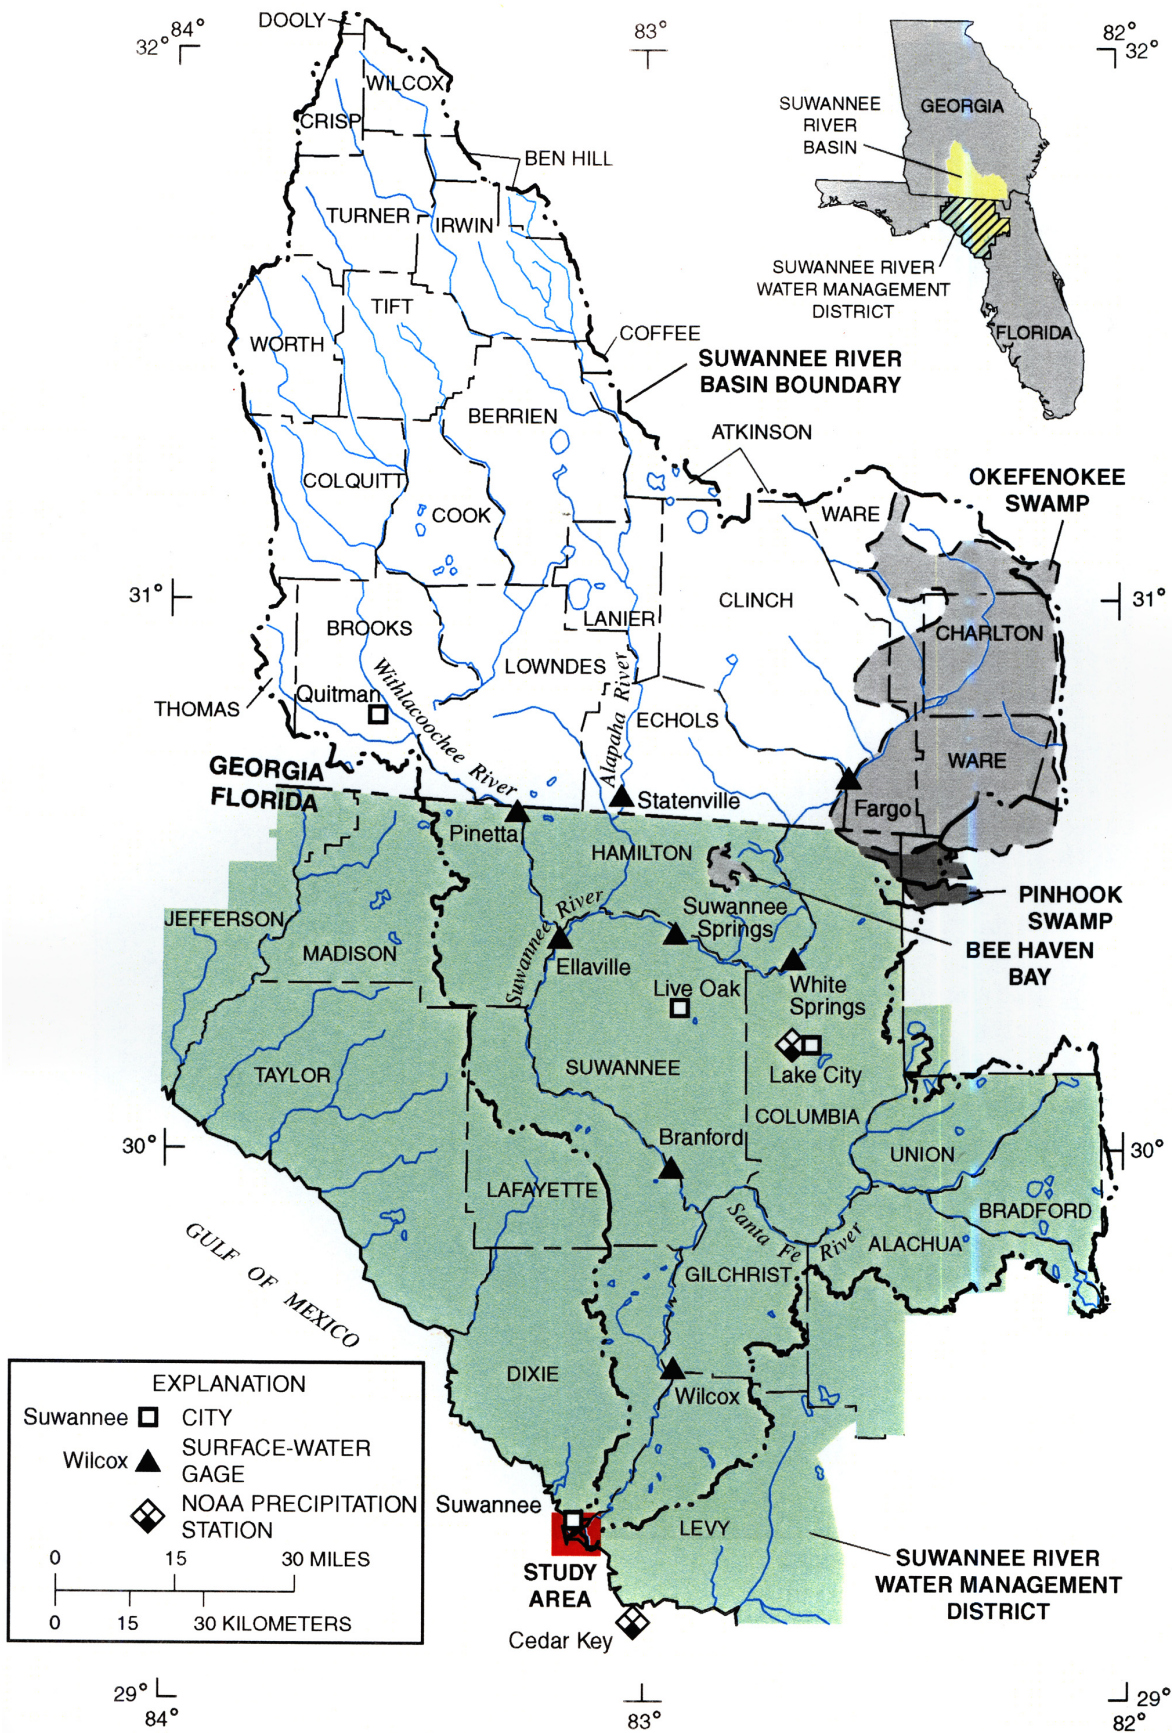 DOOLY
84°
32°
83°
82°
32°
WILCOX
CRISP
BEN HILL
TURNER
IRWIN
TIFT
WORTH
COFFEE
SUWANNEE RIVER
BASIN BOUNDARY
BERRIEN
ATKINSON
COLQUITT
COOK
WARE
OKEFENOKEE
SWAMP
SUWANNEE
RIVER
BASIN
GEORGIA
SUWANNEE RIVER
WATER MANAGEMENT
DISTRICT
FLORIDA
31°
31°
CLINCH
LANIER
BROOKS
CHARLTON
LOWNDES
Quitman
THOMAS
Withlacoochee River
Alapaha River
ECHOLS
WARE
GEORGIA
FLORIDA
Statenville
Fargo
Pinetta
HAMILTON
PINHOOK
SWAMP
BEE HAVEN
BAY
JEFFERSON
MADISON
Suwannee River
Suwannee
Springs
Ellaville
Live Oak
White
Springs
TAYLOR
SUWANNEE
Lake City
COLUMBIA
30°
30°
Branford
UNION
LAFAYETTE
BRADFORD
Santa Fe River
ALACHUA
GULF OF MEXICO
GILCHRIST
DIXIE
Wilcox
EXPLANATION
Suwannee CITY
Wilcox SURFACE-WATER
GAGE
NOAA PRECIPITATION
STATION
0 15 30 MILES
0 15 30 KILOMETERS
Suwannee
LEVY
STUDY
AREA
SUWANNEE RIVER
WATER MANAGEMENT
DISTRICT
Cedar Key
29°
84°
83°
29°
82°